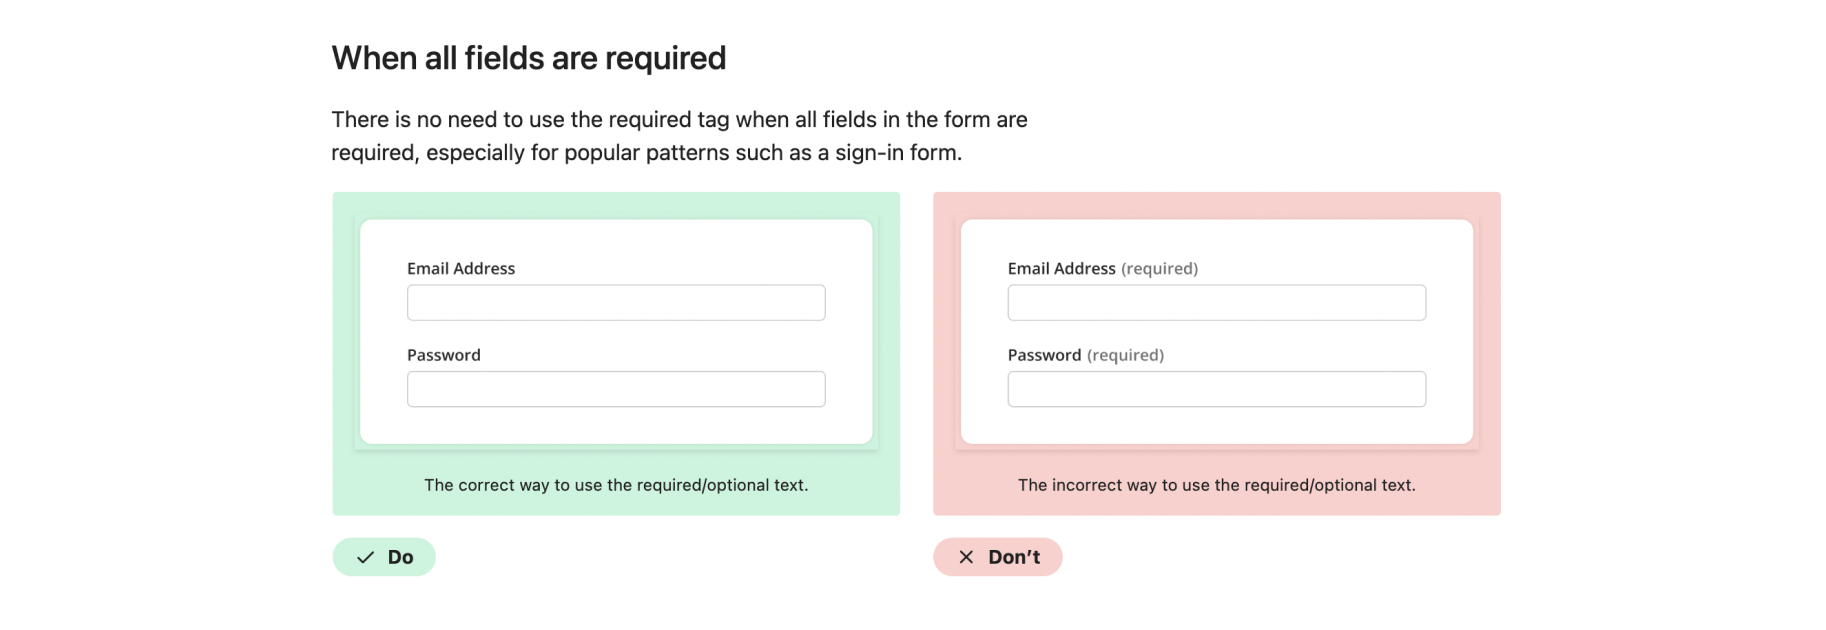 When all fields are required
There is no need to use the required tag when all fields in the form are
required, especially for popular patterns such as a sign-in form.
Email Address
Password
The correct way to use the required/optional text.
Do
Email Address (required)
Password (required)
The incorrect way to use the required/optional text.
Don’t